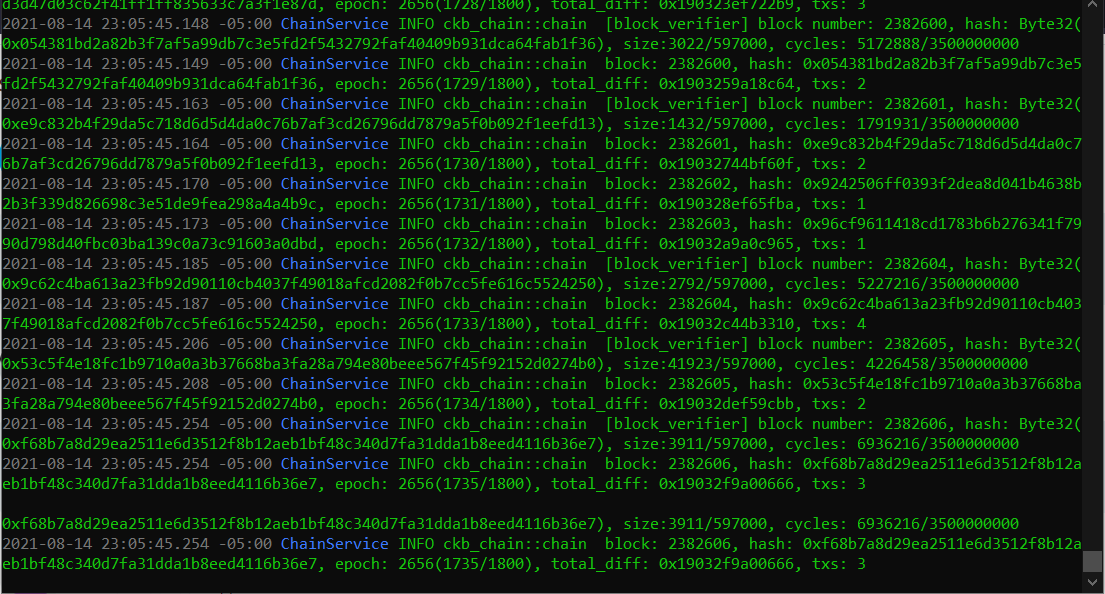 d3d47d03c62f41ff1ff835633c7a3f1e87d, epoch: 2656(1728/1800), total_diff: 0x190323ef722b9, txs: 3
2021-08-14 23:05:45.148 -05:00 ChainService INFO ckb_chain::chain  [block_verifier] block number: 2382600, hash: Byte32(
0x054381bd2a82b3f7af5a99db7c3e5fd2f5432792faf40409b931dca64fab1f36), size:3022/597000, cycles: 5172888/3500000000
2021-08-14 23:05:45.149 -05:00 ChainService INFO ckb_chain::chain  block: 2382600, hash: 0x054381bd2a82b3f7af5a99db7c3e5
fd2f5432792faf40409b931dca64fab1f36, epoch: 2656(1729/1800), total_diff: 0x1903259a18c64, txs: 2
2021-08-14 23:05:45.163 -05:00 ChainService INFO ckb_chain::chain  [block_verifier] block number: 2382601, hash: Byte32(
0xe9c832b4f29da5c718d6d5d4da0c76b7af3cd26796dd7879a5f0b092f1eefd13), size:1432/597000, cycles: 1791931/3500000000
2021-08-14 23:05:45.164 -05:00 ChainService INFO ckb_chain::chain  block: 2382601, hash: 0xe9c832b4f29da5c718d6d5d4da0c7
6b7af3cd26796dd7879a5f0b092f1eefd13, epoch: 2656(1730/1800), total_diff: 0x19032744bf60f, txs: 2
2021-08-14 23:05:45.170 -05:00 ChainService INFO ckb_chain::chain  block: 2382602, hash: 0x9242506ff0393f2dea8d041b4638b
2b3f339d826698c3e51de9fea298a4a4b9c, epoch: 2656(1731/1800), total_diff: 0x190328ef65fba, txs: 1
2021-08-14 23:05:45.173 -05:00 ChainService INFO ckb_chain::chain  block: 2382603, hash: 0x96cf9611418cd1783b6b276341f79
90d798d40fbc03ba139c0a73c91603a0dbd, epoch: 2656(1732/1800), total_diff: 0x19032a9a0c965, txs: 1
2021-08-14 23:05:45.185 -05:00 ChainService INFO ckb_chain::chain  [block_verifier] block number: 2382604, hash: Byte32(
0x9c62c4ba613a23fb92d90110cb4037f49018afcd2082f0b7cc5fe616c5524250), size:2792/597000, cycles: 5227216/3500000000
2021-08-14 23:05:45.187 -05:00 ChainService INFO ckb_chain::chain  block: 2382604, hash: 0x9c62c4ba613a23fb92d90110cb403
7f49018afcd2082f0b7cc5fe616c5524250, epoch: 2656(1733/1800), total_diff: 0x19032c44b3310, txs: 4
2021-08-14 23:05:45.206 -05:00 ChainService INFO ckb_chain::chain  [block_verifier] block number: 2382605, hash: Byte32(
0x53c5f4e18fc1b9710a0a3b37668ba3fa28a794e80beee567f45f92152d0274b0), size:41923/597000, cycles: 4226458/3500000000
2021-08-14 23:05:45.208 -05:00 ChainService INFO ckb_chain::chain  block: 2382605, hash: 0x53c5f4e18fc1b9710a0a3b37668ba
3fa28a794e80beee567f45f92152d0274b0, epoch: 2656(1734/1800), total_diff: 0x19032def59cbb, txs: 2
2021-08-14 23:05:45.254 -05:00 ChainService INFO ckb_chain::chain  [block_verifier] block number: 2382606, hash: Byte32(
0xf68b7a8d29ea2511e6d3512f8b12aeb1bf48c340d7fa31dda1b8eed4116b36e7), size:3911/597000, cycles: 6936216/3500000000
2021-08-14 23:05:45.254 -05:00 ChainService INFO ckb_chain::chain  block: 2382606, hash: 0xf68b7a8d29ea2511e6d3512f8b12a
eb1bf48c340d7fa31dda1b8eed4116b36e7, epoch: 2656(1735/1800), total_diff: 0x19032f9a00666, txs: 3
0xf68b7a8d29ea2511e6d3512f8b12aeb1bf48c340d7fa31dda1b8eed4116b36e7), size:3911/597000, cycles: 6936216/3500000000
2021-08-14 23:05:45.254 -05:00 ChainService INFO ckb_chain::chain  block: 2382606, hash: 0xf68b7a8d29ea2511e6d3512f8b12a
eb1bf48c340d7fa31dda1b8eed4116b36e7, epoch: 2656(1735/1800), total_diff: 0x19032f9a00666, txs: 3